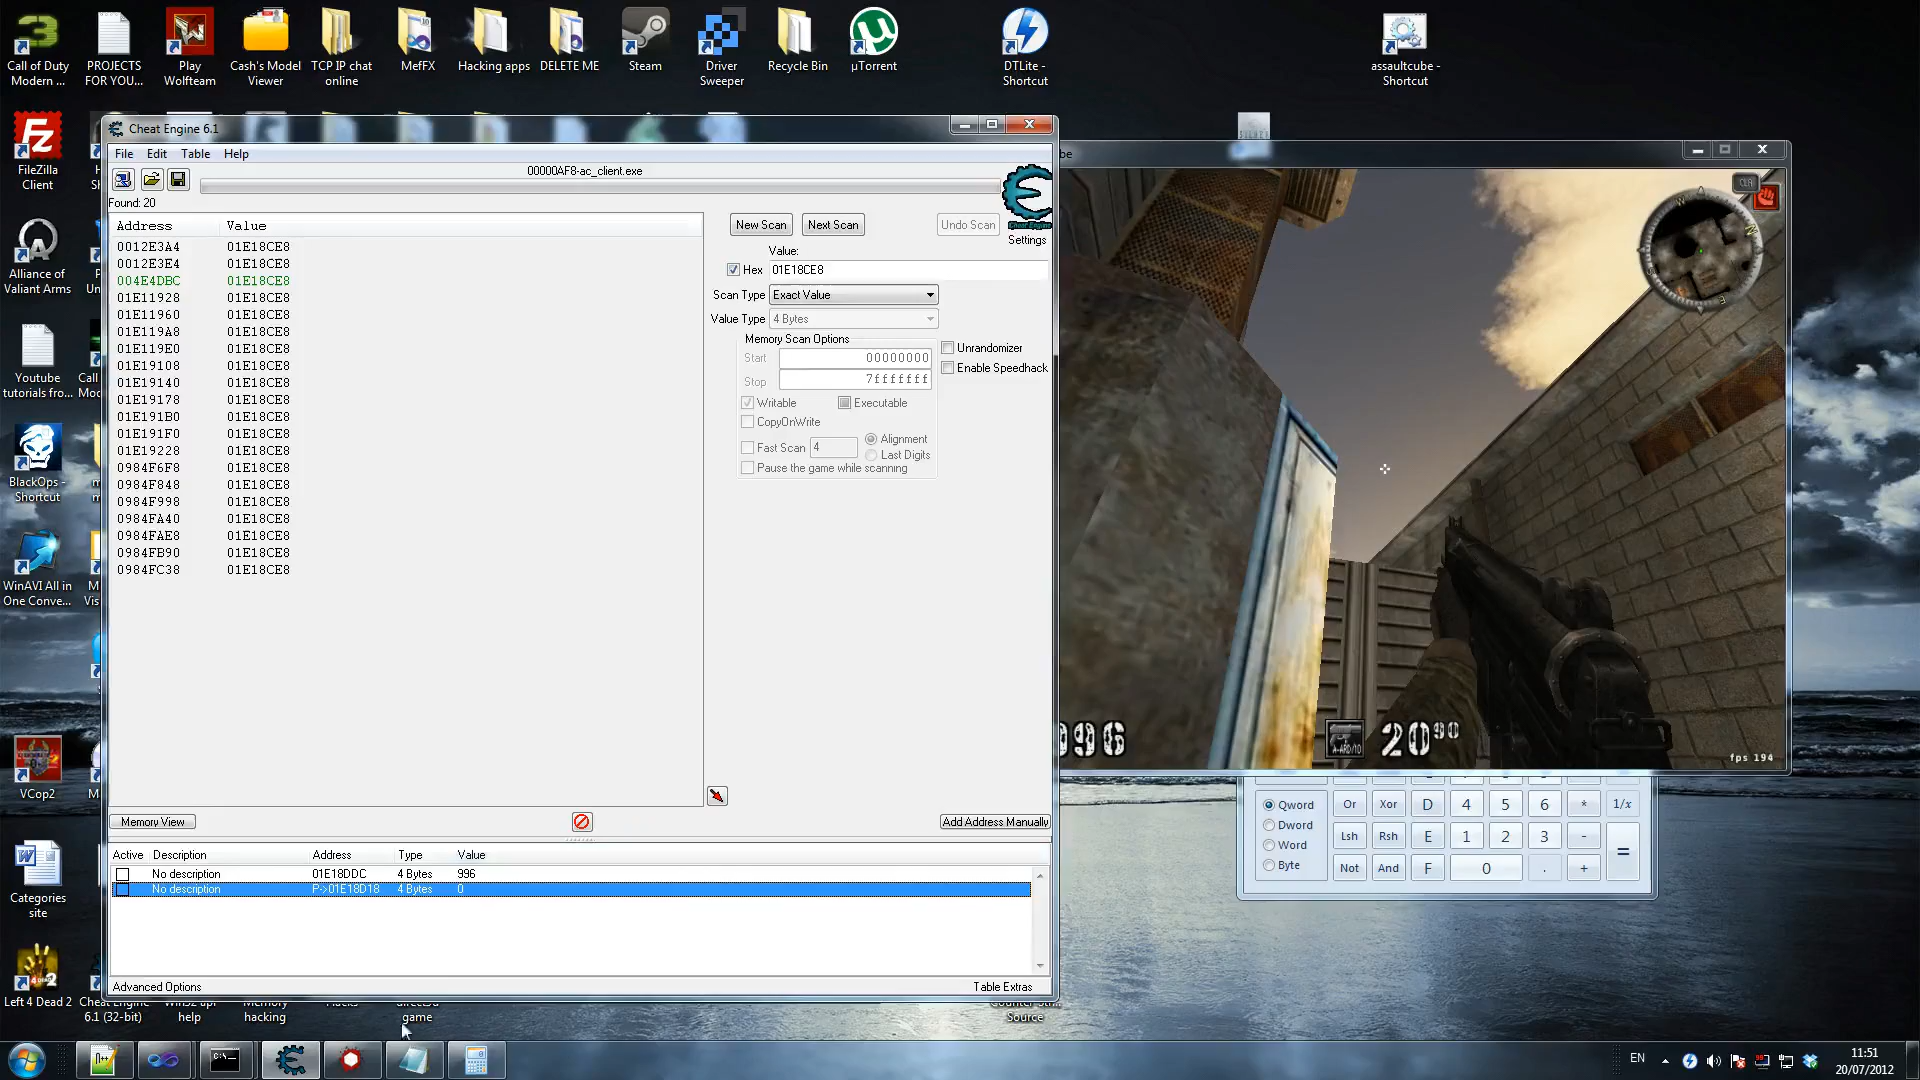 Call of Duty Modern ...
PROJECTS FOR YOU...
Play Wolfteam
Cash's Model Viewer
TCP IP chat online
MefFX
Hacking apps
DELETE ME
Steam
Driver Sweeper
Recycle Bin
µTorrent
DTLite - Shortcut
assaultcube - Shortcut
FileZilla Client
Alliance of Valiant Arms
Youtube tutorials fro...
BlackOps - Shortcut
WinAVI All in One Conve...
VCop2
Categories site
Left 4 Dead 2
Cheat Engine 6.1
File Edit Table Help
00000AF8-ac_client.exe
Found: 20
Address Value
0012E3A4 01E18CE8
0012E3E4 01E18CE8
004E4DBC 01E18CE8
01E11928 01E18CE8
01E11960 01E18CE8
01E119A8 01E18CE8
01E119E0 01E18CE8
01E19108 01E18CE8
01E19140 01E18CE8
01E19178 01E18CE8
01E191B0 01E18CE8
01E191F0 01E18CE8
01E19228 01E18CE8
0984F6F8 01E18CE8
0984F848 01E18CE8
0984F998 01E18CE8
0984FA40 01E18CE8
0984FAE8 01E18CE8
0984FB90 01E18CE8
0984FC38 01E18CE8
New Scan Next Scan Undo Scan
Cheat Engine
Settings
Value:
Hex 01E18CE8
Scan Type Exact Value
Value Type 4 Bytes
Memory Scan Options
Start 00000000
Stop 7fffffff
Unrandomizer
Enable Speedhack
Writable Executable
CopyOnWrite
Fast Scan 4 Alignment
Last Digits
Pause the game while scanning
Memory View Add Address Manually
Active Description Address Type Value
No description 01E18DDC 4 Bytes 996
No description P->01E18D18 4 Bytes 0
Advanced Options Table Extras
be
CLA
996 20 90
A-ARD/10
fps 194
Qword Or Xor D 4 5 6 * 1/x
Dword
Lsh Rsh E 1 2 3 - =
Word
Byte Not And F 0 . +
6.1 (32-bit)
help
hacking
game
Source
C:\
EN
11:51
20/07/2012